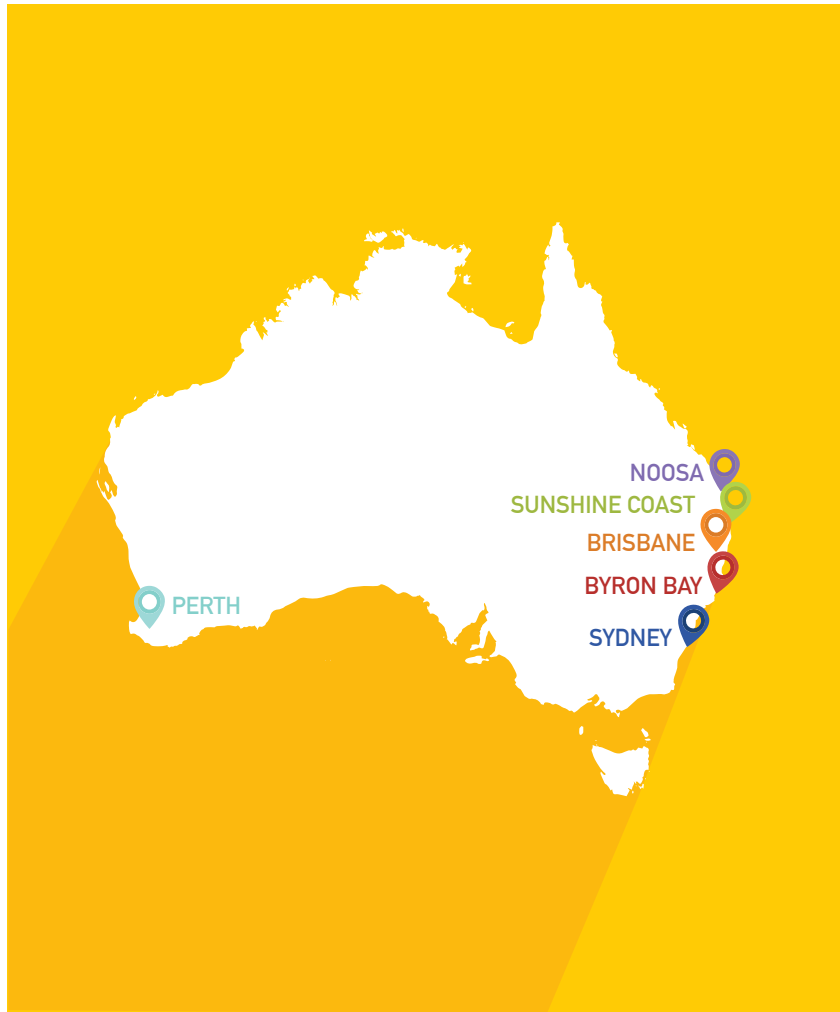 NOOSA
SUNSHINE COAST
BRISBANE
BYRON BAY
PERTH
SYDNEY